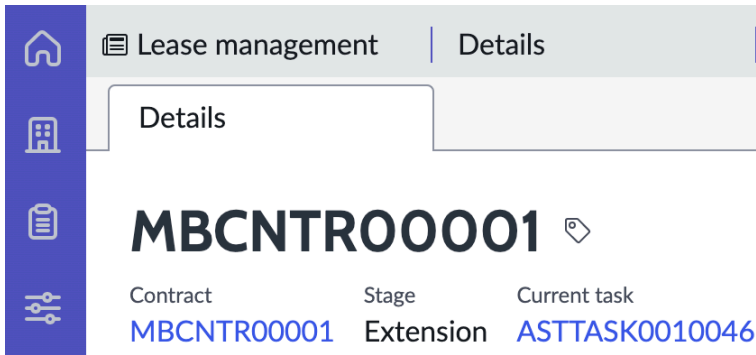 Lease management Details
Details
MBCNTR00001
Contract Stage Current task
MBCNTR00001 Extension ASTTASK0010046